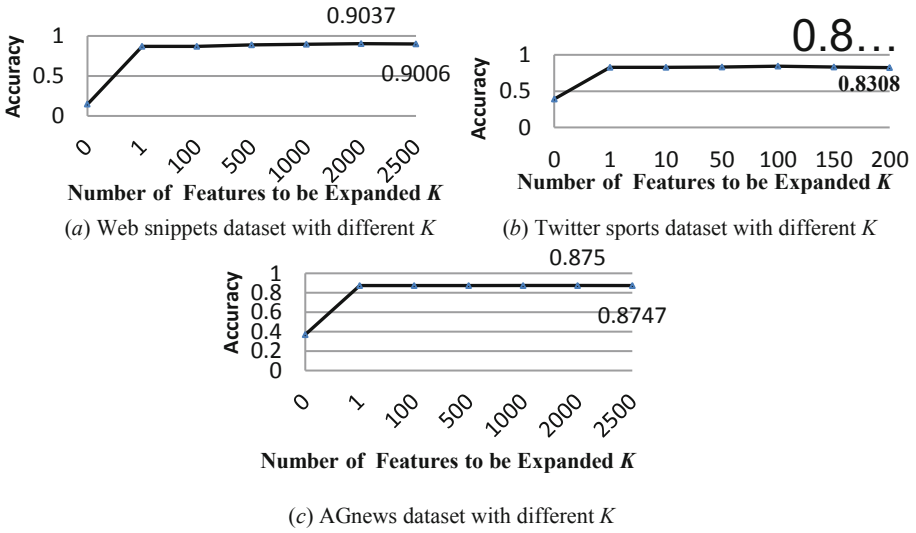 0.9037
1
0.5
0
Accuracy
0.9006
0 1 100 500 1000 2000 2500
Number of Features to be Expanded K
(a) Web snippets dataset with different K
0.8…
1
0.5
0
Accuracy
0.8308
0 1 10 50 100 150 200
Number of Features to be Expanded K
(b) Twitter sports dataset with different K
0.875
1
0.8
0.6
0.4
0.2
0
Accuracy
0.8747
0 1 100 500 1000 2000 2500
Number of Features to be Expanded K
(c) AGnews dataset with different K